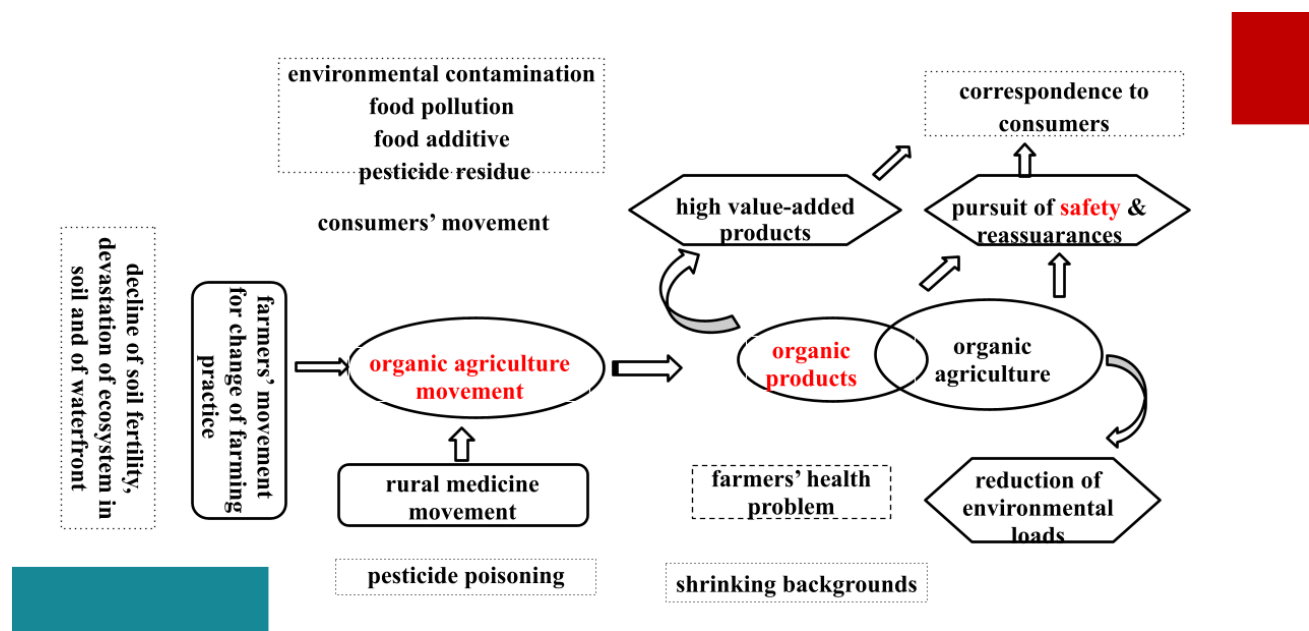 environmental contamination
food pollution
food additive
pesticide residue
consumers’ movement
decline of soil fertility,
devastation of ecosystem in
soil and of waterfront
farmers’ movement
for change of farming
practice
organic agriculture
movement
rural medicine
movement
pesticide poisoning
correspondence to
consumers
high value-added
products
pursuit of safety &
reassuarances
organic
products
organic
agriculture
farmers’ health
problem
reduction of
environmental
loads
shrinking backgrounds